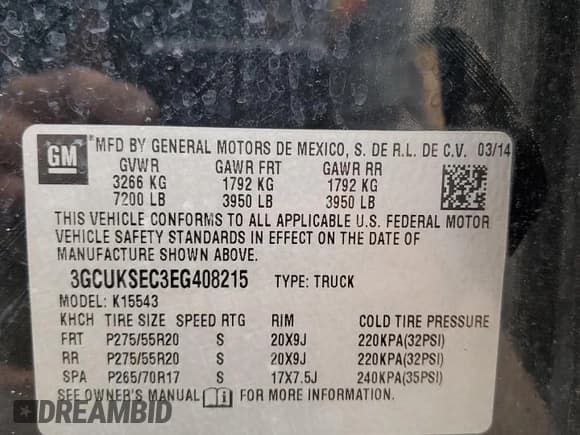 GM *MFD BY GENERAL MOTORS DE MEXICO, S. DE R.L. DE C.V. 03/14
GVWR GAWR FRT GAWR RR
3266 KG 1792 KG 1792 KG
7200 LB 3950 LB 3950 LB
THIS VEHICLE CONFORMS TO ALL APPLICABLE U.S. FEDERAL MOTOR
VEHICLE SAFETY STANDARDS IN EFFECT ON THE DATE OF
MANUFACTURE SHOWN ABOVE.
3GCUKSEC3EG408215 TYPE: TRUCK
MODEL: K15543
KHCH TIRE SIZE SPEED RTG RIM COLD TIRE PRESSURE
FRT P275/55R20 S 20X9J 220KPA(32PSI)
RR P275/55R20 S 20X9J 220KPA(32PSI)
SPA P265/70R17 S 17X7.5J 240KPA(35PSI)
SEE OWNER'S MANUAL FOR MORE INFORMATION.
DREAMBID